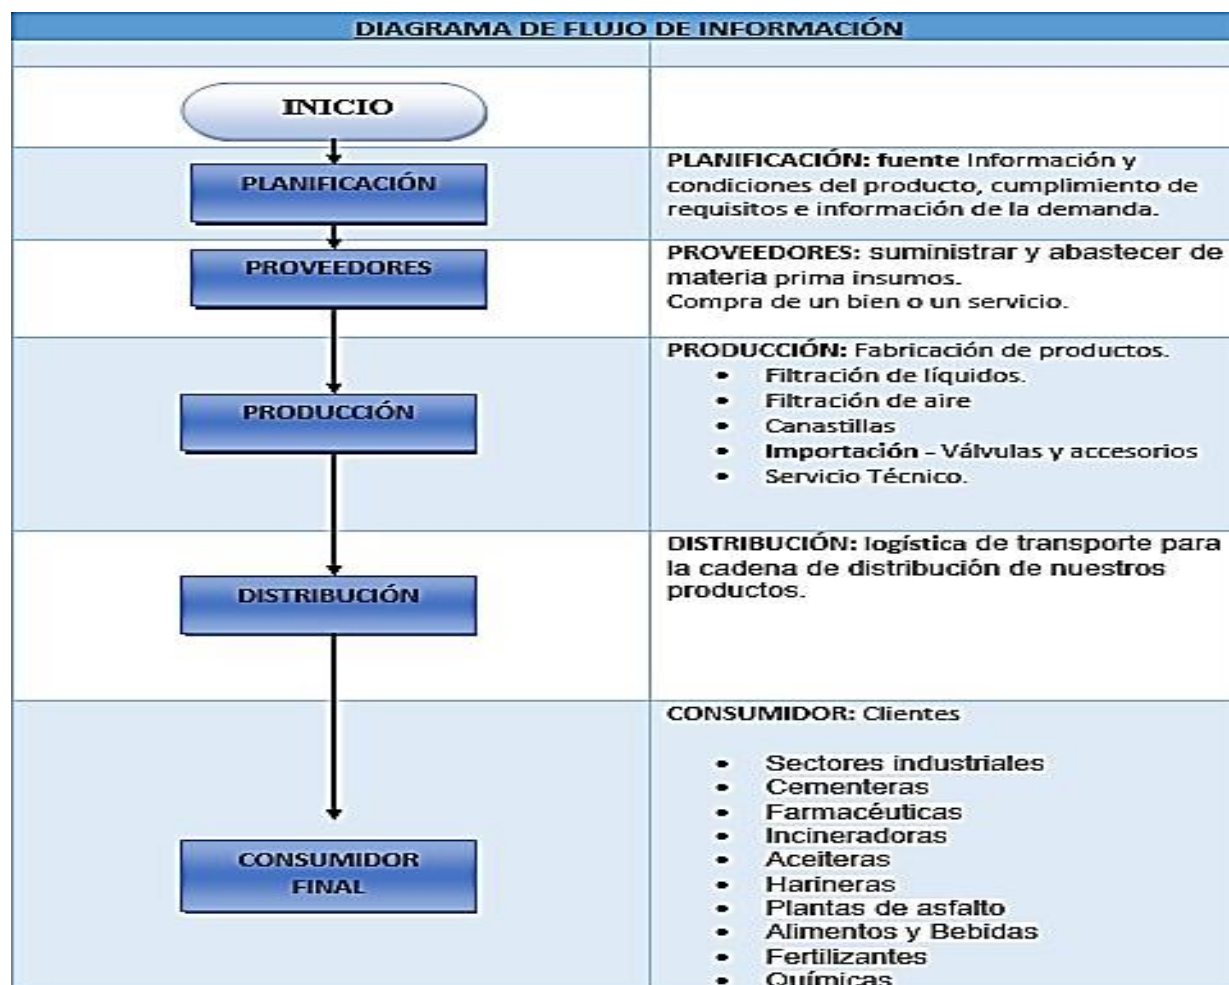 DIAGRAMA DE FLUJO DE INFORMACIÓN
INICIO
PLANIFICACIÓN
PLANIFICACIÓN: fuente Información y
condiciones del producto, cumplimiento de
requisitos e información de la demanda.
PROVEEDORES
PROVEEDORES: suministrar y abastecer de
materia prima insumos.
Compra de un bien o un servicio.
PRODUCCIÓN
PRODUCCIÓN: Fabricación de productos.
• Filtración de líquidos.
• Filtración de aire
• Canastillas
• Importación - Válvulas y accesorios
• Servicio Técnico.
DISTRIBUCIÓN
DISTRIBUCIÓN: logística de transporte para
la cadena de distribución de nuestros
productos.
CONSUMIDOR
FINAL
CONSUMIDOR: Clientes
• Sectores industriales
• Cementeras
• Farmacéuticas
• Incineradoras
• Aceiteras
• Harineras
• Plantas de asfalto
• Alimentos y Bebidas
• Fertilizantes
• Químicas